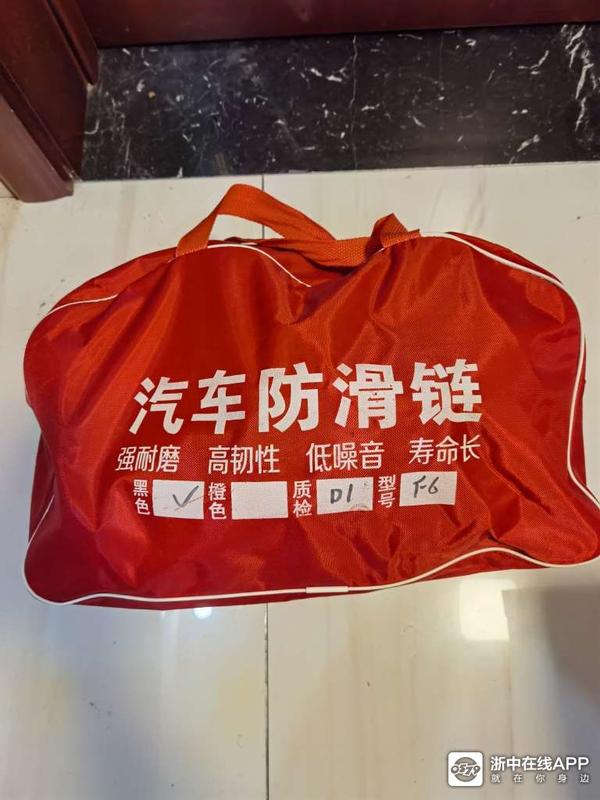 汽车防滑链
强耐磨 高韧性 低噪音 寿命长
黑色 √ 橙色 质检 D1 型号 F6
浙中在线APP
就在你身边